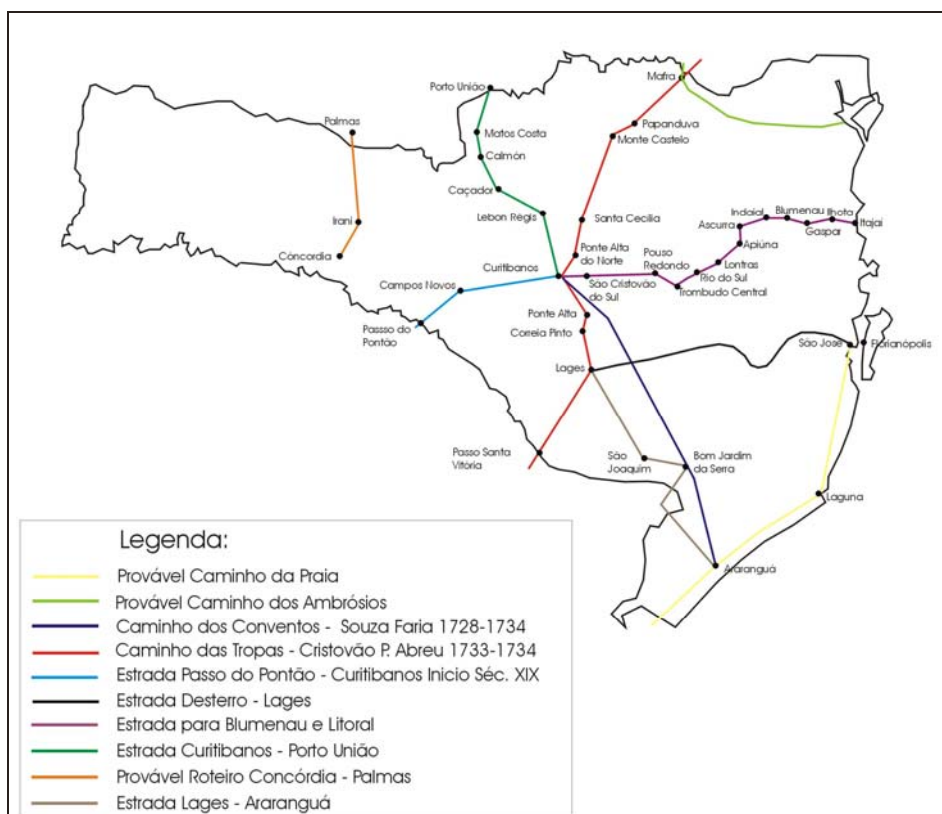 Mafra
Porto União
Palmas
Papanduva
Matos Costa
Monte Castelo
Calmón
Caçador
Lebon Régis
Santa Cecília
Indaial
Blumenau
Ilhota
Itajaí
Ascurra
Gaspar
Irani
Apiúna
Ponte Alta
do Norte
Pouso
Redondo
Lontras
Concordia
Curitibanos
Rio do Sul
São Cristovão
do Sul
Trombudo Central
Campos Novos
Ponte Alta
Passso do
Pontão
Correia Pinto
São José
Florianópolis
Lages
Passo Santa
Vitória
São
Joaquim
Bom Jardim
da Serra
Laguna
Araranguá
Legenda:
Provável Caminho da Praia
Provável Caminho dos Ambrósios
Caminho dos Conventos - Souza Faria 1728-1734
Caminho das Tropas - Cristovão P. Abreu 1733-1734
Estrada Passo do Pontão - Curitibanos Inicio Séc. XIX
Estrada Desterro - Lages
Estrada para Blumenau e Litoral
Estrada Curitibanos - Porto União
Provável Roteiro Concórdia - Palmas
Estrada Lages - Araranguá